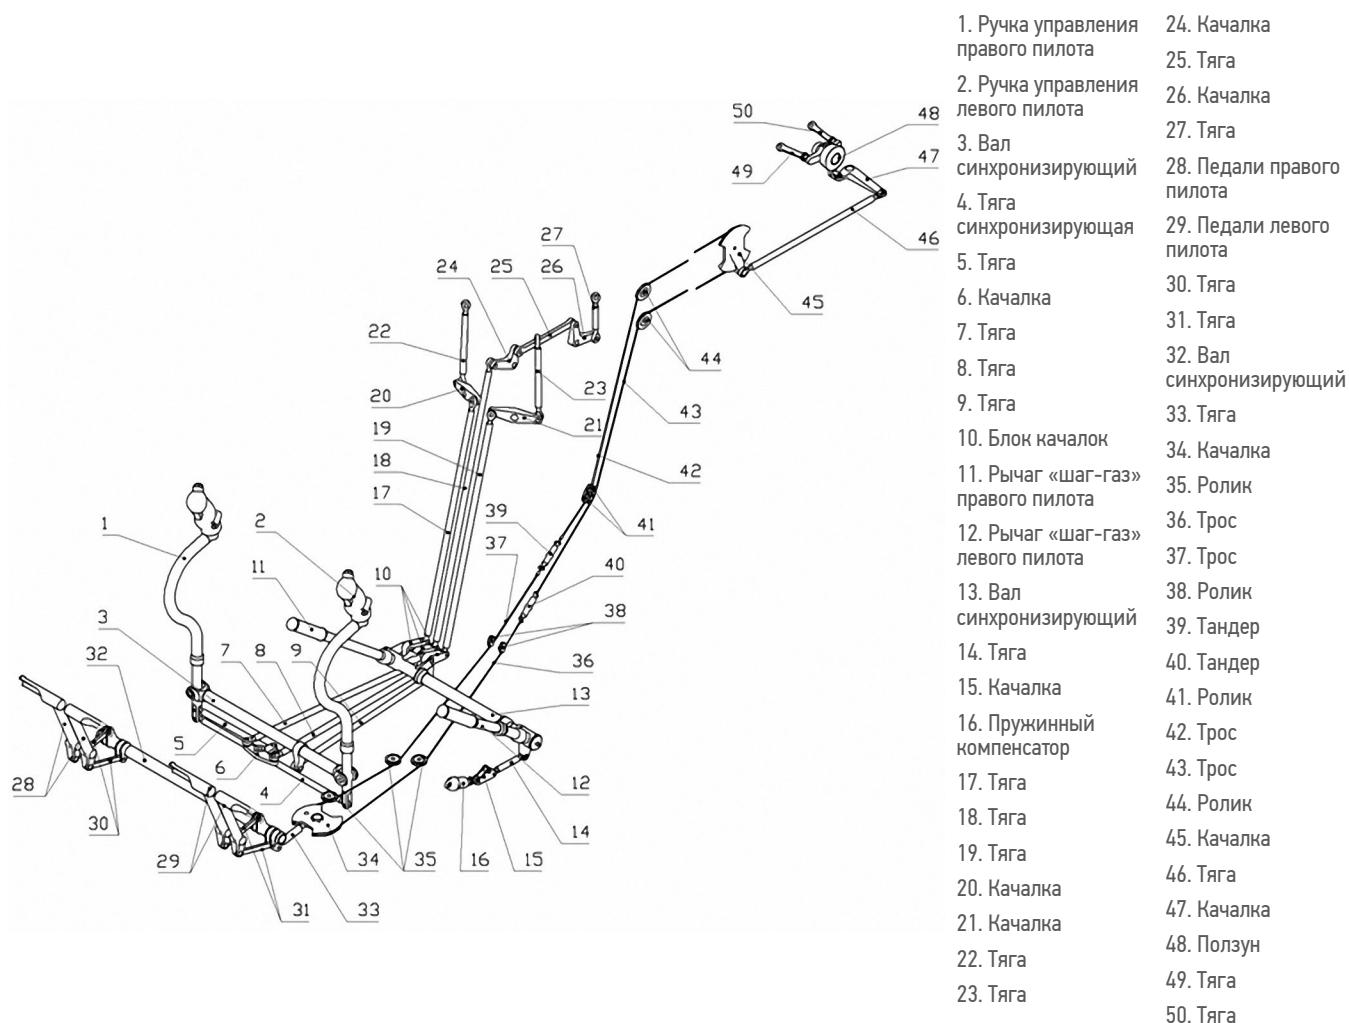 50
48
49
47
46
45
27
26
25
24
22
23
20
21
44
43
42
19
18
17
39
37
41
40
38
36
1
2
11
10
3
32
7
8
9
13
5
6
4
12
14
28
30
29
31
33
34
35
16
15
1. Ручка управления
правого пилота
2. Ручка управления
левого пилота
3. Вал
синхронизирующий
4. Тяга
синхронизирующая
5. Тяга
6. Качалка
7. Тяга
8. Тяга
9. Тяга
10. Блок качалок
11. Рычаг «шаг-газ»
правого пилота
12. Рычаг «шаг-газ»
левого пилота
13. Вал
синхронизирующий
14. Тяга
15. Качалка
16. Пружинный
компенсатор
17. Тяга
18. Тяга
19. Тяга
20. Качалка
21. Качалка
22. Тяга
23. Тяга
24. Качалка
25. Тяга
26. Качалка
27. Тяга
28. Педали правого
пилота
29. Педали левого
пилота
30. Тяга
31. Тяга
32. Вал
синхронизирующий
33. Тяга
34. Качалка
35. Ролик
36. Трос
37. Трос
38. Ролик
39. Тандер
40. Тандер
41. Ролик
42. Трос
43. Трос
44. Ролик
45. Качалка
46. Тяга
47. Качалка
48. Ползун
49. Тяга
50. Тяга